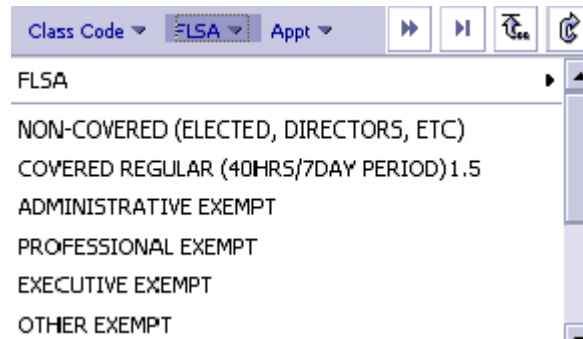 Class Code FLSA Appt
FLSA
NON-COVERED (ELECTED, DIRECTORS, ETC)
COVERED REGULAR (40HRS/7DAY PERIOD)1.5
ADMINISTRATIVE EXEMPT
PROFESSIONAL EXEMPT
EXECUTIVE EXEMPT
OTHER EXEMPT